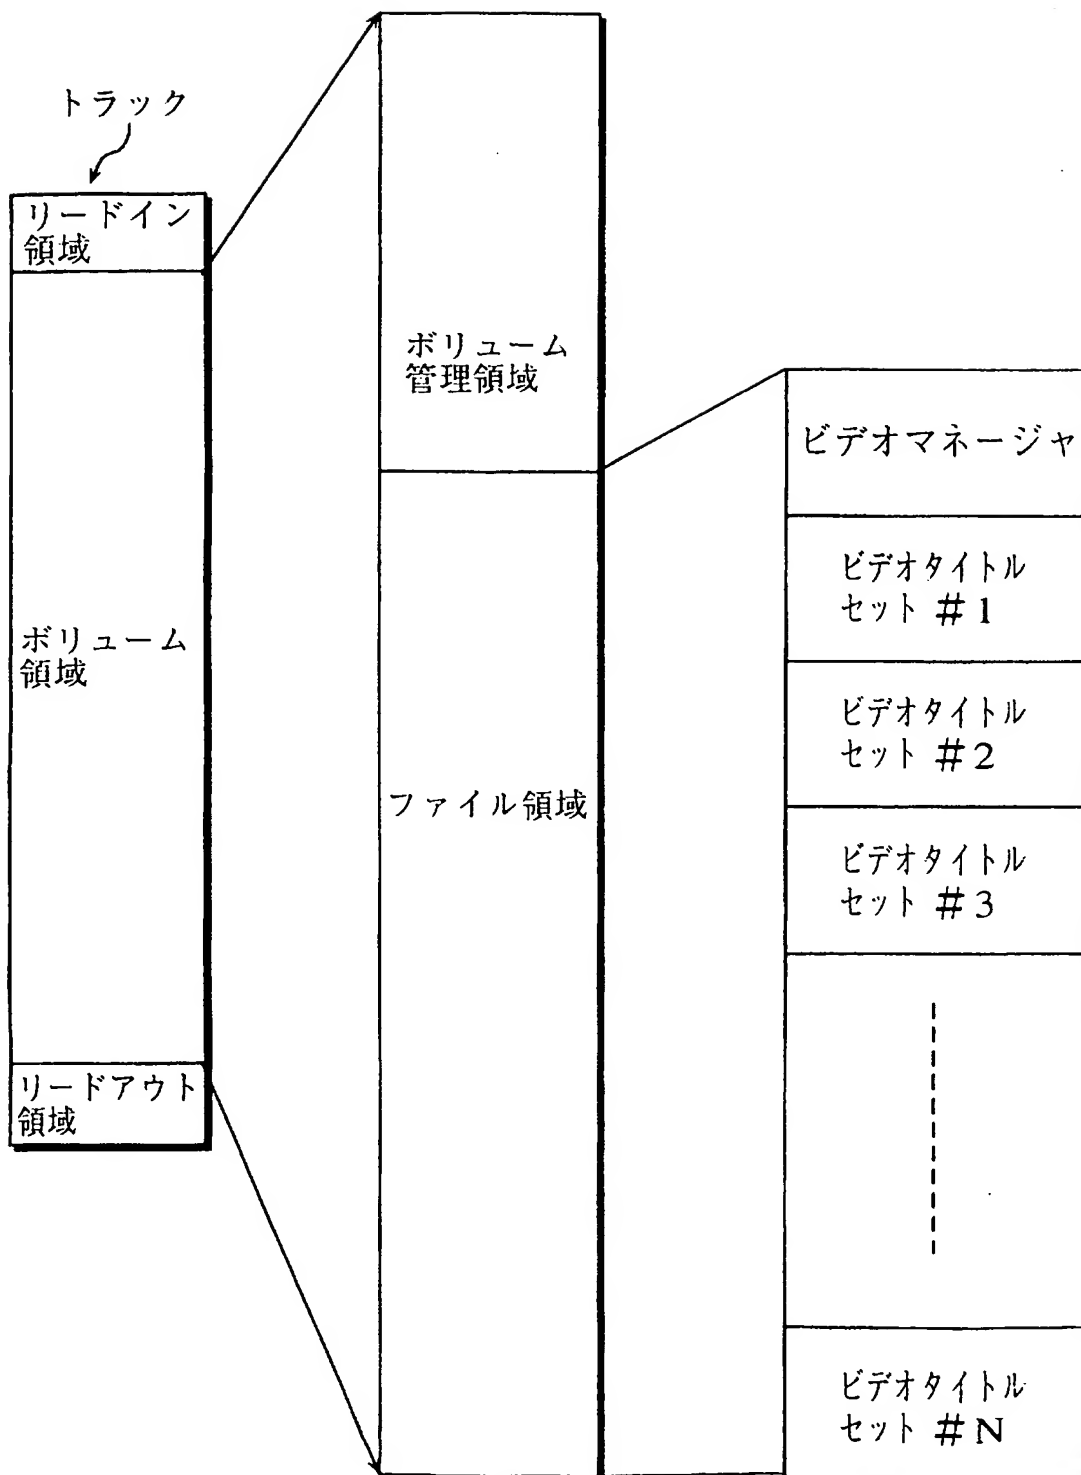 トラック
リードイン
領域
ボリューム
領域
リードアウト
領域
ボリューム
管理領域
ファイル領域
ビデオマネージャ
ビデオタイトル
セット #1
ビデオタイトル
セット #2
ビデオタイトル
セット #3
ビデオタイトル
セット #N